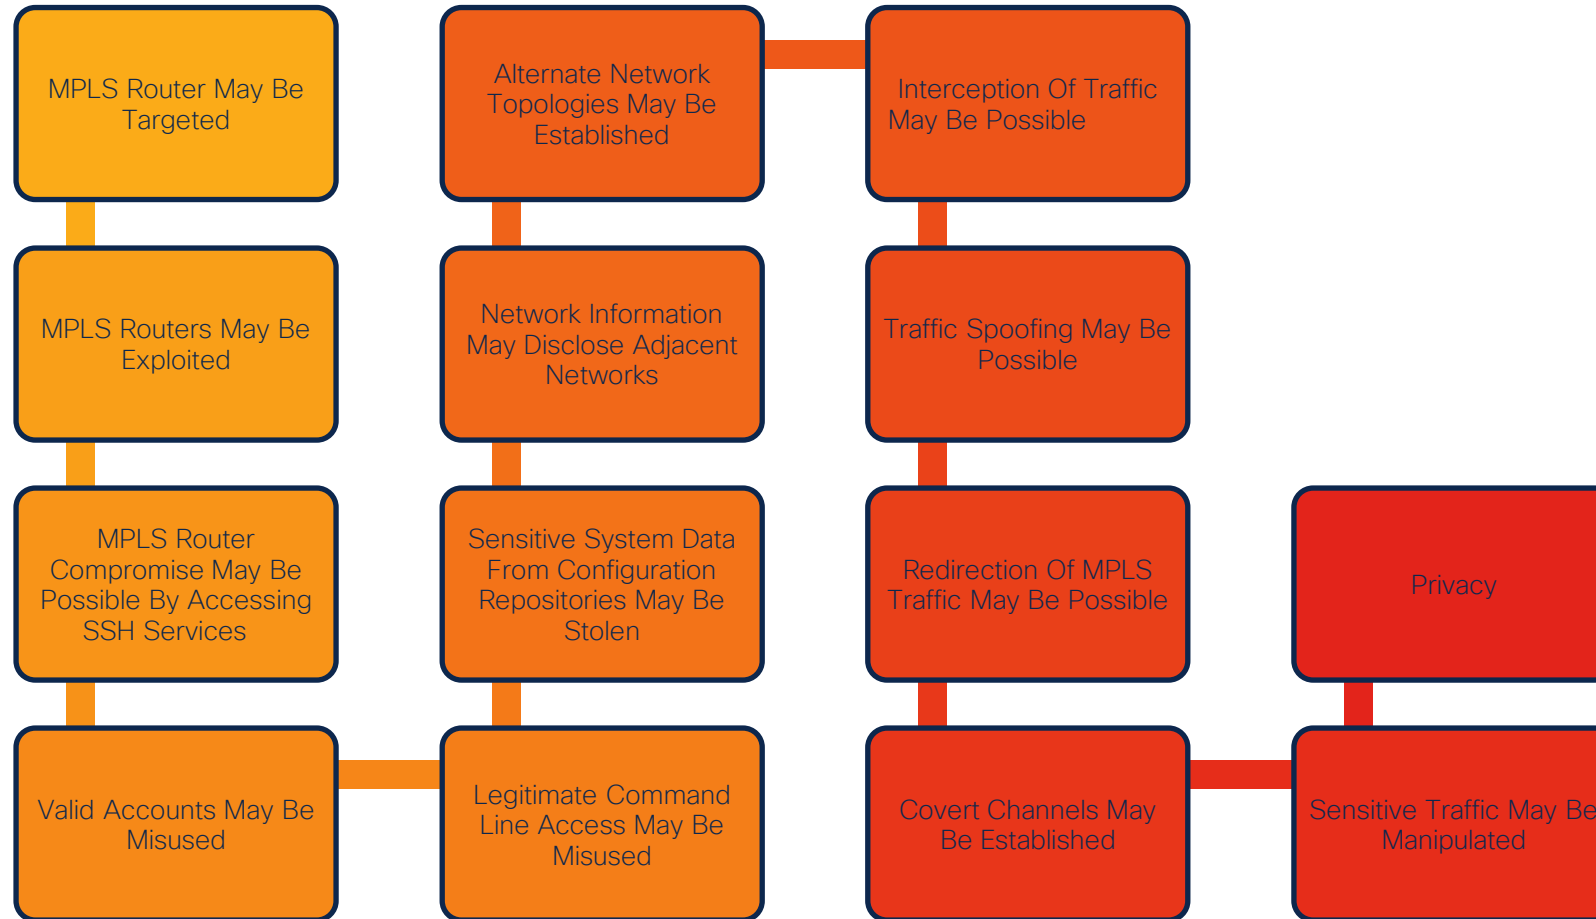 MPLS Router May Be
Targeted
MPLS Routers May Be
Exploited
MPLS Router
Compromise May Be
Possible By Accessing
SSH Services
Valid Accounts May Be
Misused
Legitimate Command
Line Access May Be
Misused
Sensitive System Data
From Configuration
Repositories May Be
Stolen
Network Information
May Disclose Adjacent
Networks
Alternate Network
Topologies May Be
Established
Interception Of Traffic
May Be Possible
Traffic Spoofing May Be
Possible
Redirection Of MPLS
Traffic May Be Possible
Covert Channels May
Be Established
Sensitive Traffic May Be
Manipulated
Privacy